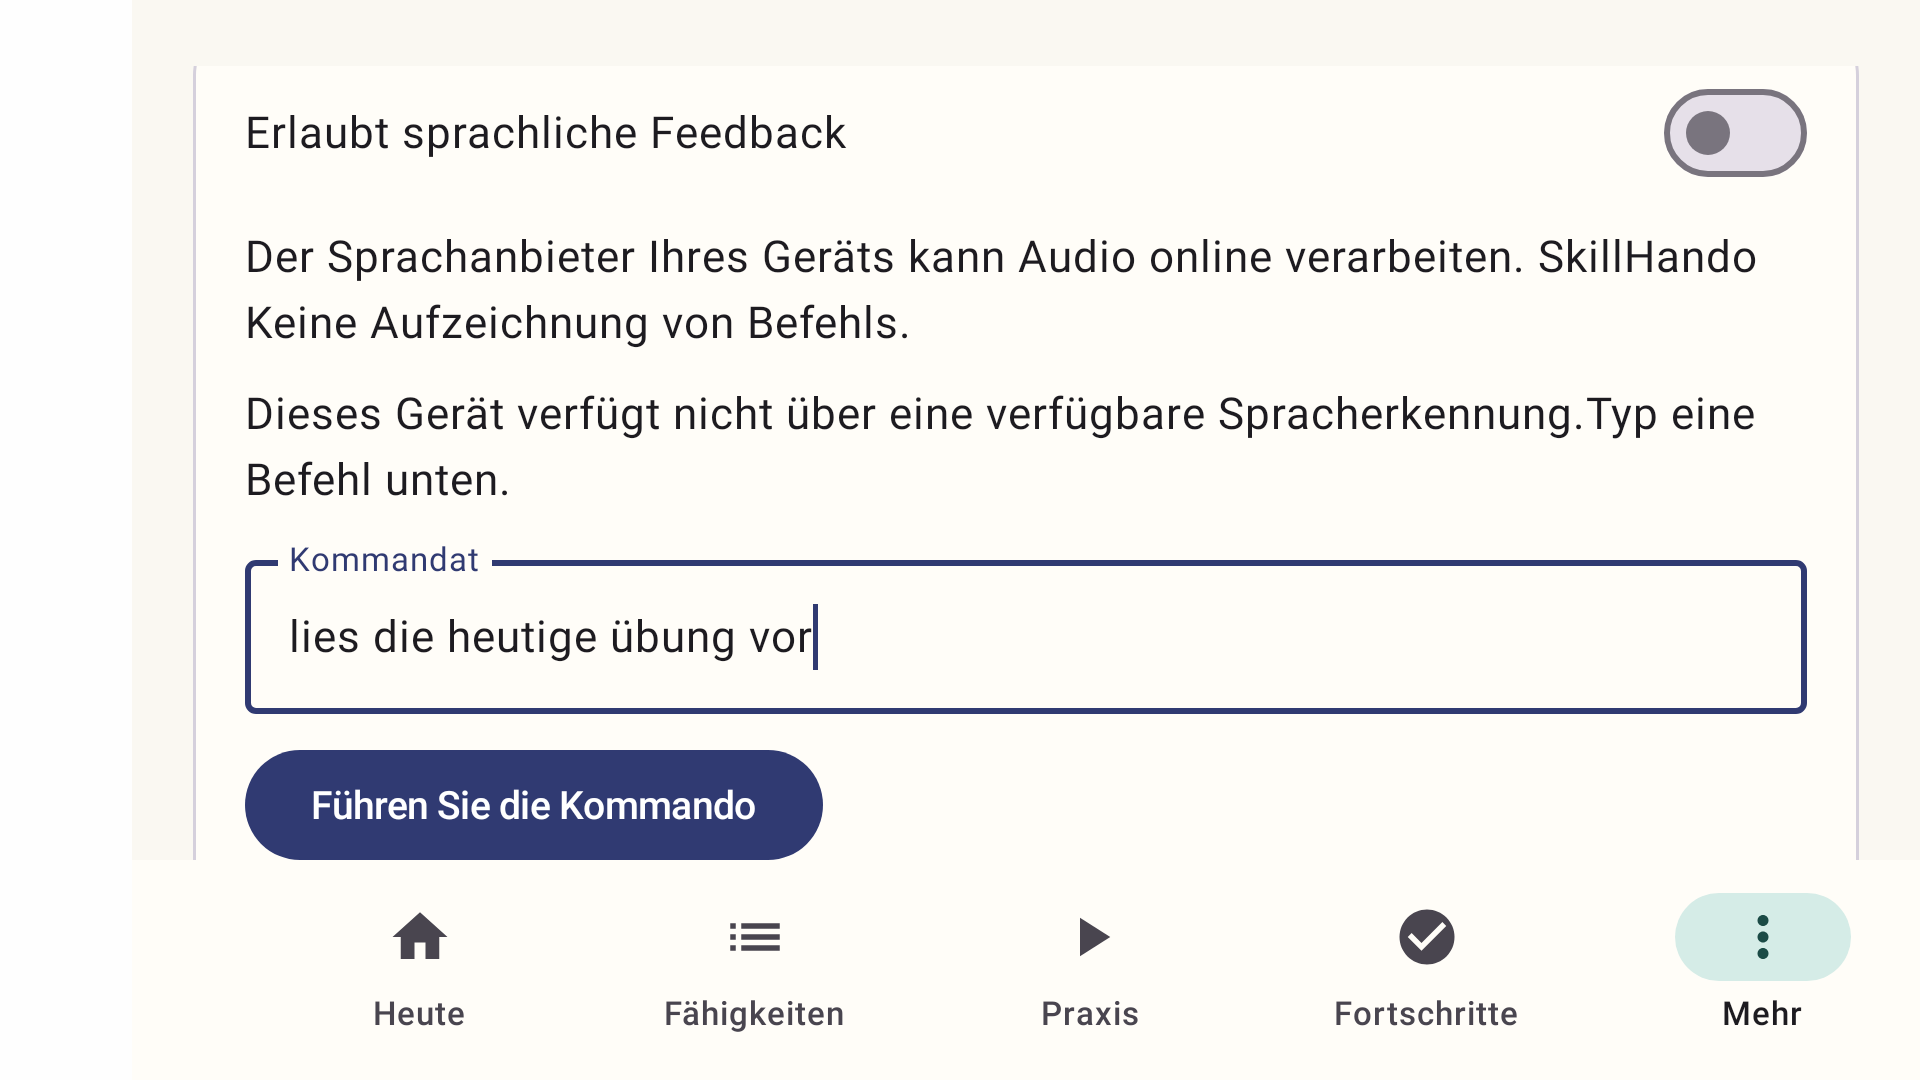 Erlaubt sprachliche Feedback
Der Sprachanbieter Ihres Geräts kann Audio online verarbeiten. SkillHando
Keine Aufzeichnung von Befehls.
Dieses Gerät verfügt nicht über eine verfügbare Spracherkennung.Typ eine
Befehl unten.
Kommandat
lies die heutige übung vor
Führen Sie die Kommando
Heute
Fähigkeiten
Praxis
Fortschritte
Mehr